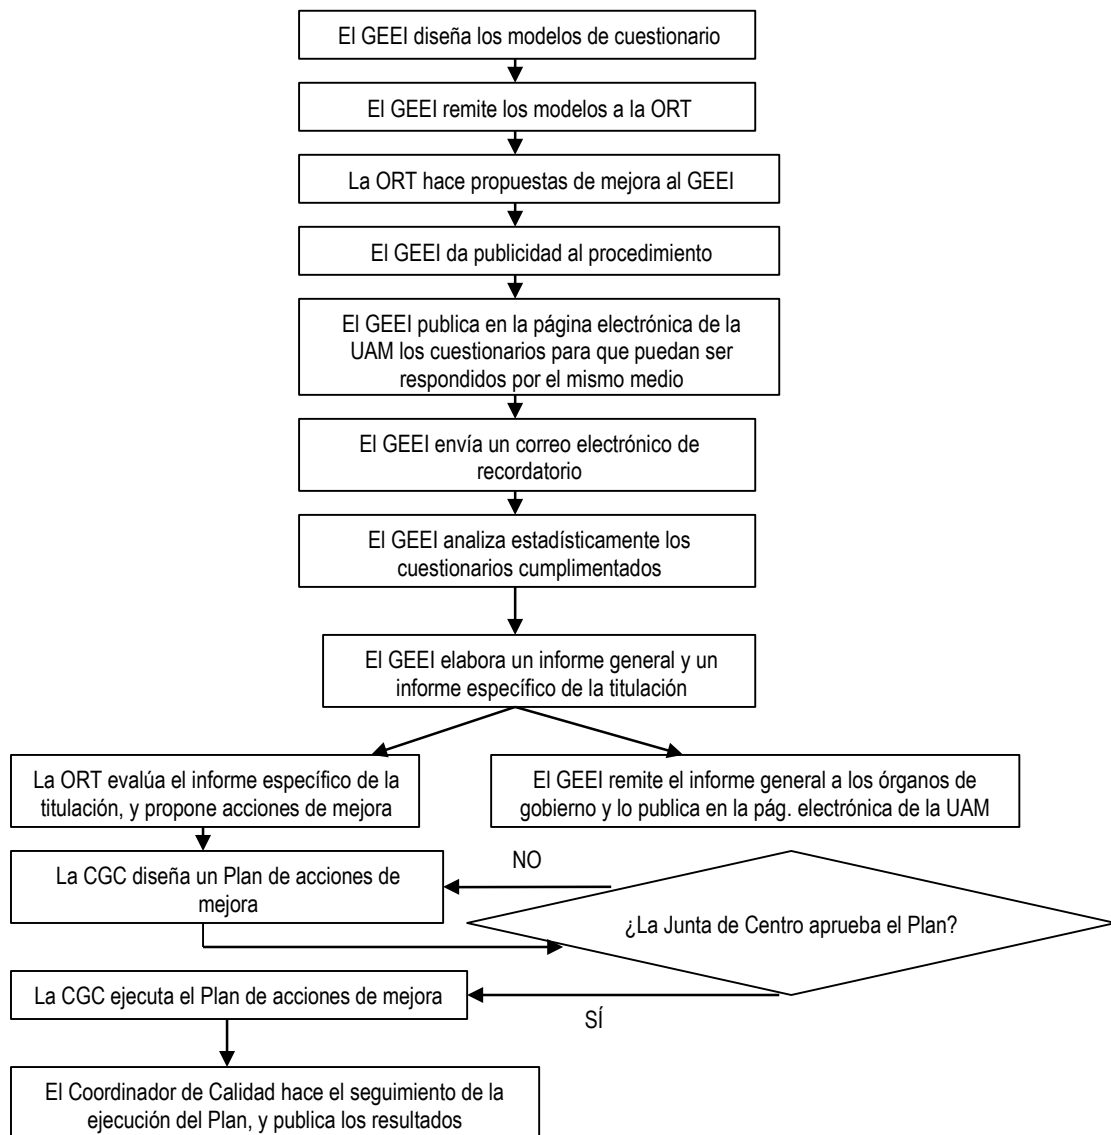 El GEEI diseña los modelos de cuestionario
El GEEI remite los modelos a la ORT
La ORT hace propuestas de mejora al GEEI
El GEEI da publicidad al procedimiento
El GEEI publica en la página electrónica de la
UAM los cuestionarios para que puedan ser
respondidos por el mismo medio
El GEEI envía un correo electrónico de
recordatorio
El GEEI analiza estadísticamente los
cuestionarios cumplimentados
El GEEI elabora un informe general y un
informe específico de la titulación
La ORT evalúa el informe específico de la
titulación, y propone acciones de mejora
El GEEI remite el informe general a los órganos de
gobierno y lo publica en la pág. electrónica de la UAM
La CGC diseña un Plan de acciones de
mejora
NO
¿La Junta de Centro aprueba el Plan?
La CGC ejecuta el Plan de acciones de mejora
SÍ
El Coordinador de Calidad hace el seguimiento de la
ejecución del Plan, y publica los resultados